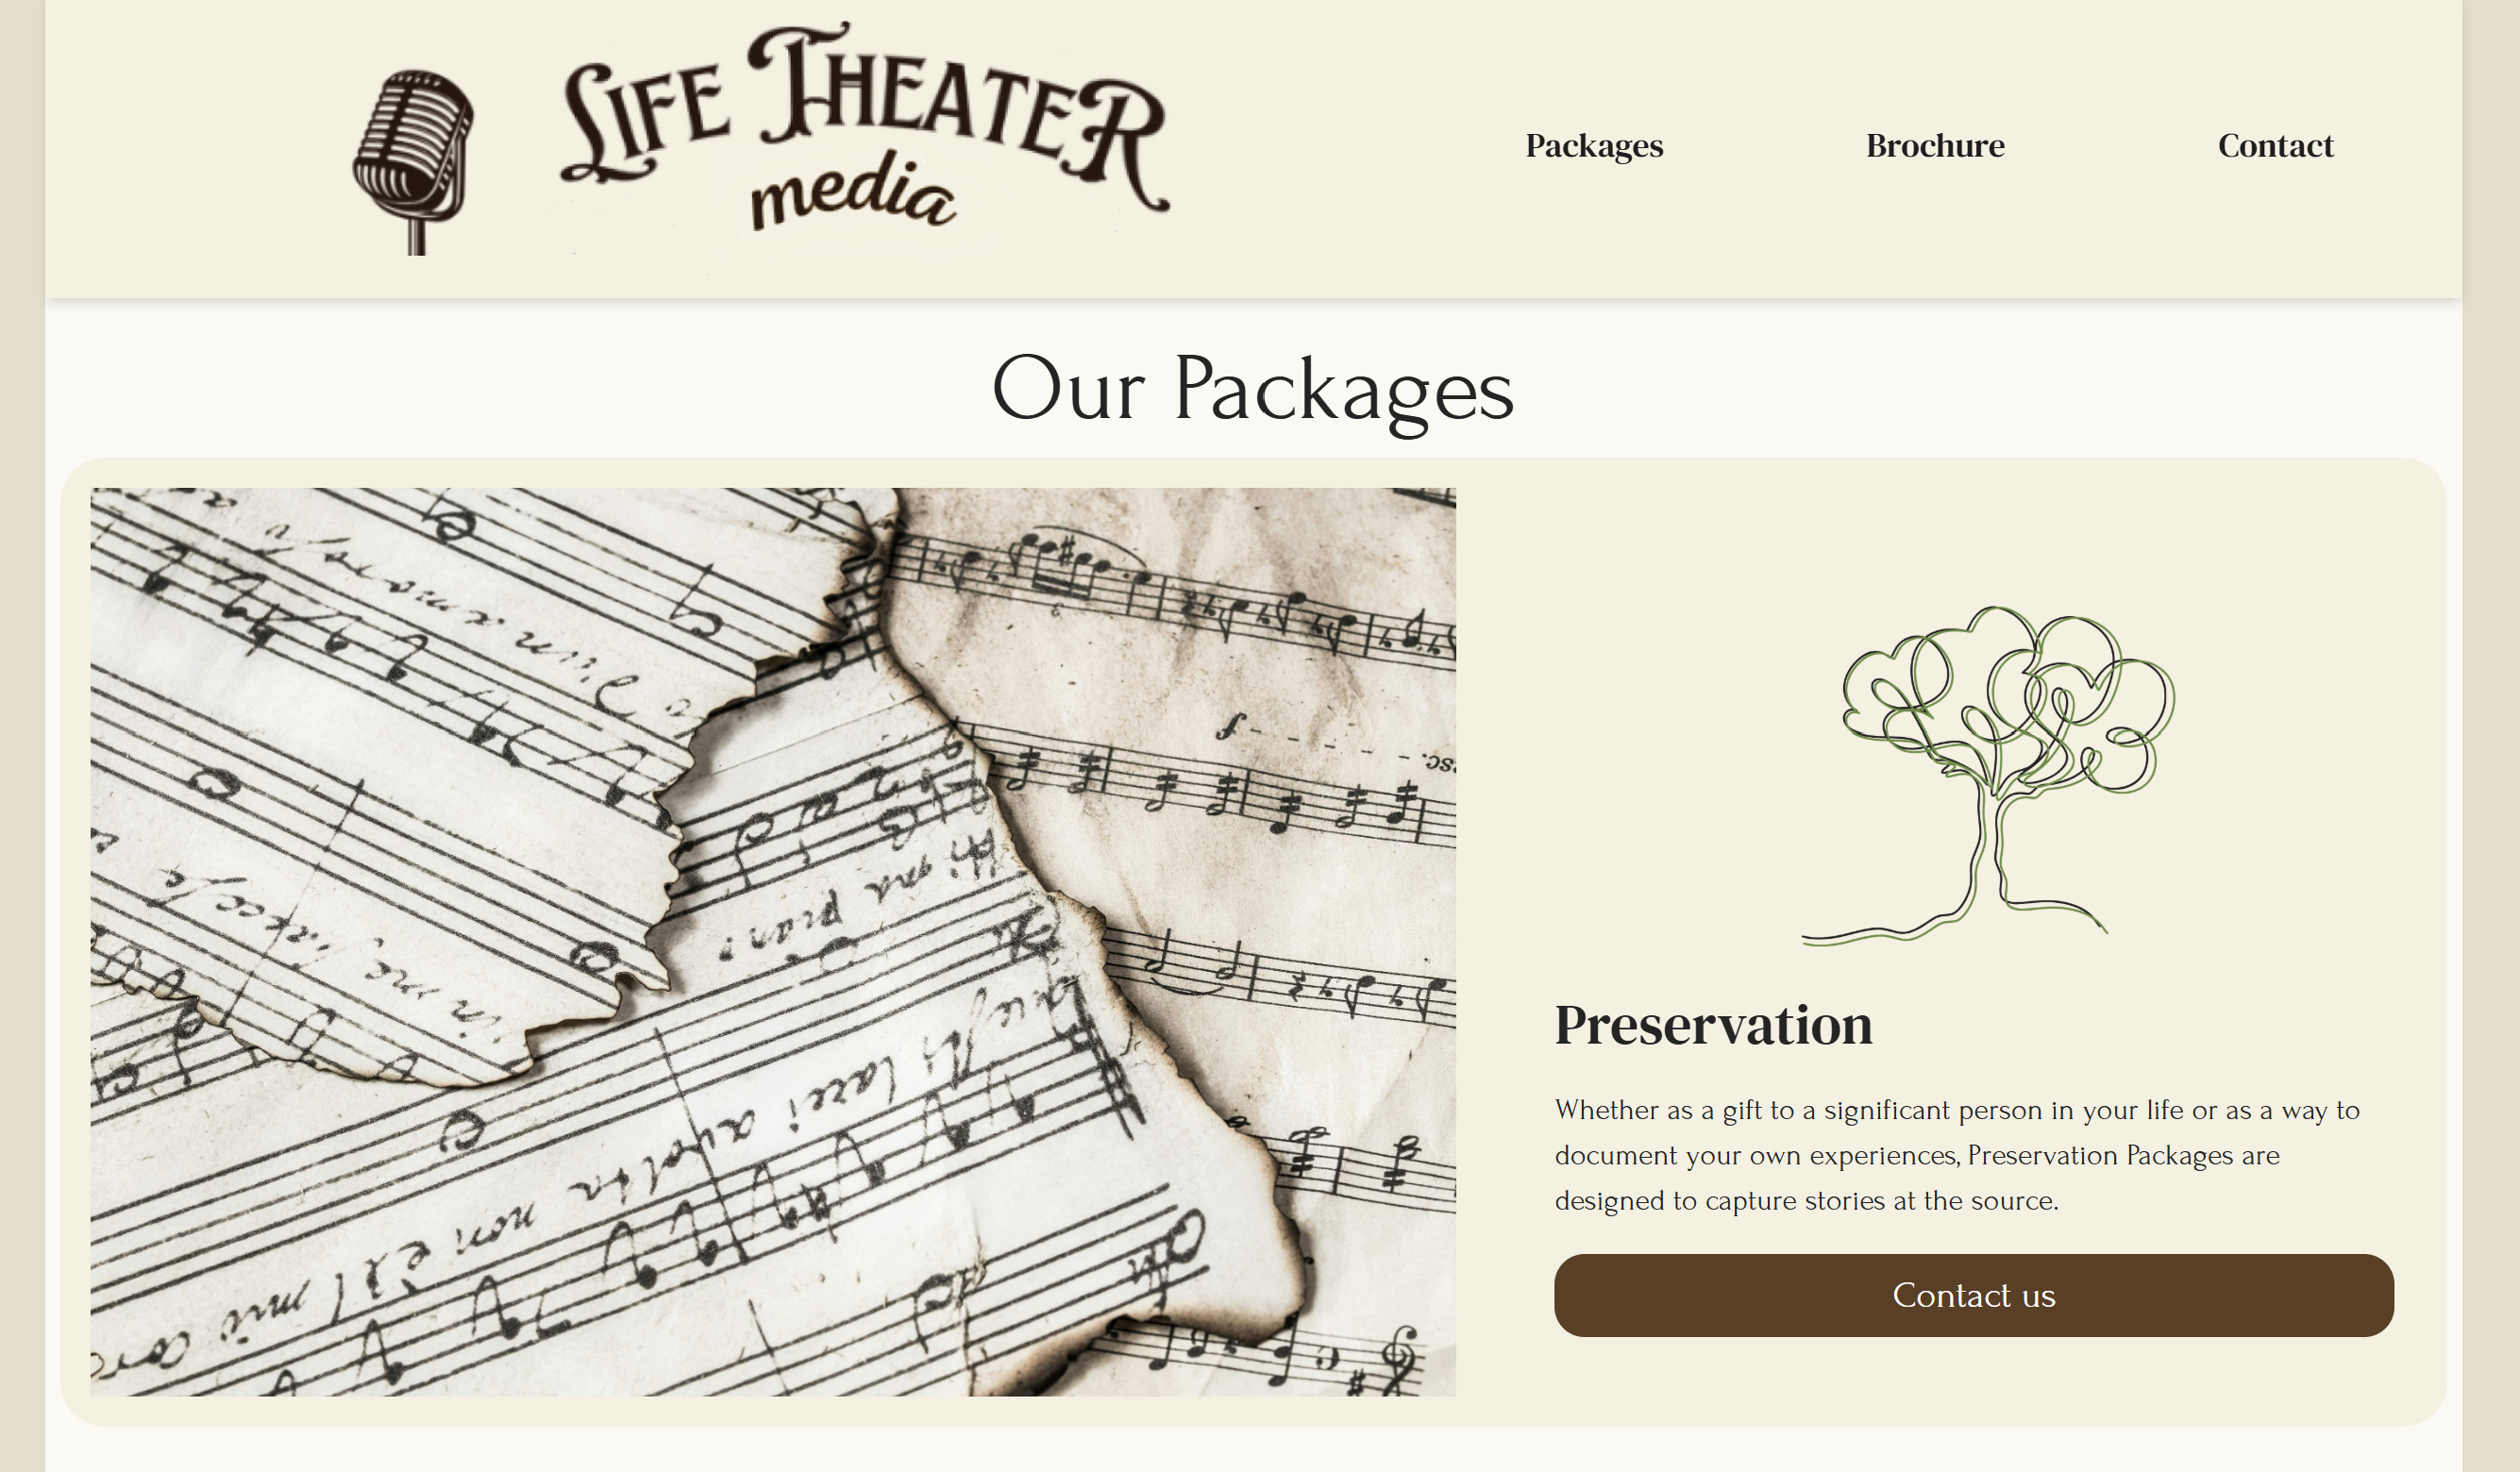 LIFE THEATER
media
Packages
Brochure
Contact
Our Packages
Preservation
Whether as a gift to a significant person in your life or as a way to
document your own experiences, Preservation Packages are
designed to capture stories at the source.
Contact us